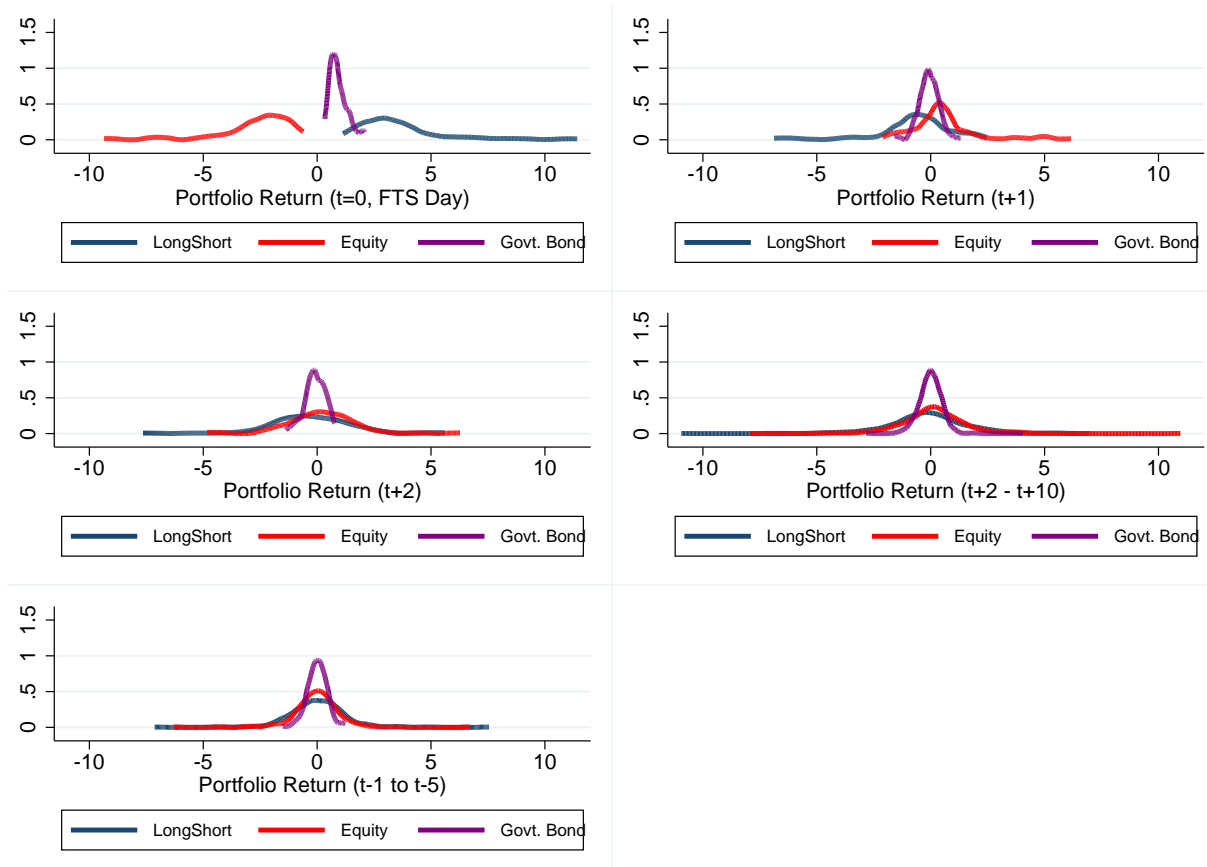 0 .5 1 1.5
-10 -5 0 5 10
Portfolio Return (t=0, FTS Day)
LongShort Equity Govt. Bond
0 .5 1 1.5
-10 -5 0 5 10
Portfolio Return (t+1)
LongShort Equity Govt. Bond
0 .5 1 1.5
-10 -5 0 5 10
Portfolio Return (t+2)
LongShort Equity Govt. Bond
0 .5 1 1.5
-10 -5 0 5 10
Portfolio Return (t+2 - t+10)
LongShort Equity Govt. Bond
0 .5 1 1.5
-10 -5 0 5 10
Portfolio Return (t-1 to t-5)
LongShort Equity Govt. Bond